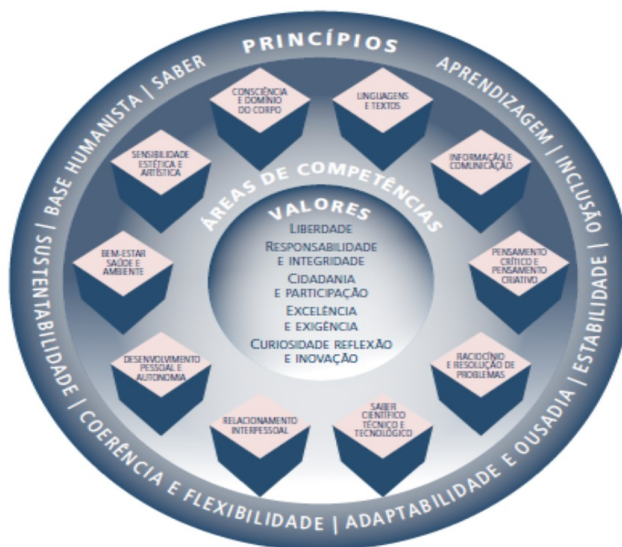 PRINCÍPIOS
BASE HUMANISTA | SABER
APRENDIZAGEM | INCLUSÃO | ESTABILIDADE | ADAPTABILIDADE E OUSADIA | COERÊNCIA E FLEXIBILIDADE | SUSTENTABILIDADE |
ÁREAS DE COMPETÊNCIAS
CONSCIÊNCIA
E DOMÍNIO
DO CORPO
LINGUAGENS
E TEXTOS
INFORMAÇÃO E
COMUNICAÇÃO
PENSAMENTO
CRÍTICO E
PENSAMENTO
CRIATIVO
RACIOCÍNIO
E RESOLUÇÃO DE
PROBLEMAS
SABER
CIENTÍFICO
TÉCNICO E
TECNOLÓGICO
RELACIONAMENTO
INTERPESSOAL
DESENVOLVIMENTO
PESSOAL E
AUTONOMIA
BEM-ESTAR
SAÚDE E
AMBIENTE
SENSIBILIDADE
ESTÉTICA E
ARTÍSTICA
VALORES
LIBERDADE
RESPONSABILIDADE
E INTEGRIDADE
CIDADANIA
E PARTICIPAÇÃO
EXCELÊNCIA
E EXIGÊNCIA
CURIOSIDADE REFLEXÃO
E INOVAÇÃO